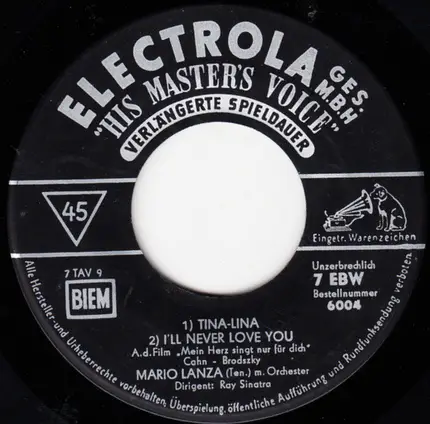 ELECTROLA GES. M.B.H.
"HIS MASTER'S VOICE"
VERLÄNGERTE SPIELDAUER
45
Eingetr. Warenzeichen
7 TAV 9
BIEM
Unzerbrechlich
7 EBW
Bestellnummer
6004
1) TINA-LINA
2) I'LL NEVER LOVE YOU
A.d.Film „Mein Herz singt nur für dich"
Cahn - Brodszky
MARIO LANZA (Ten.) m. Orchester
Dirigent: Ray Sinatra
Alle Hersteller-und Urheberrechte vorbehalten, Überspielung, öffentliche Aufführung und Rundfunksendung verboten.